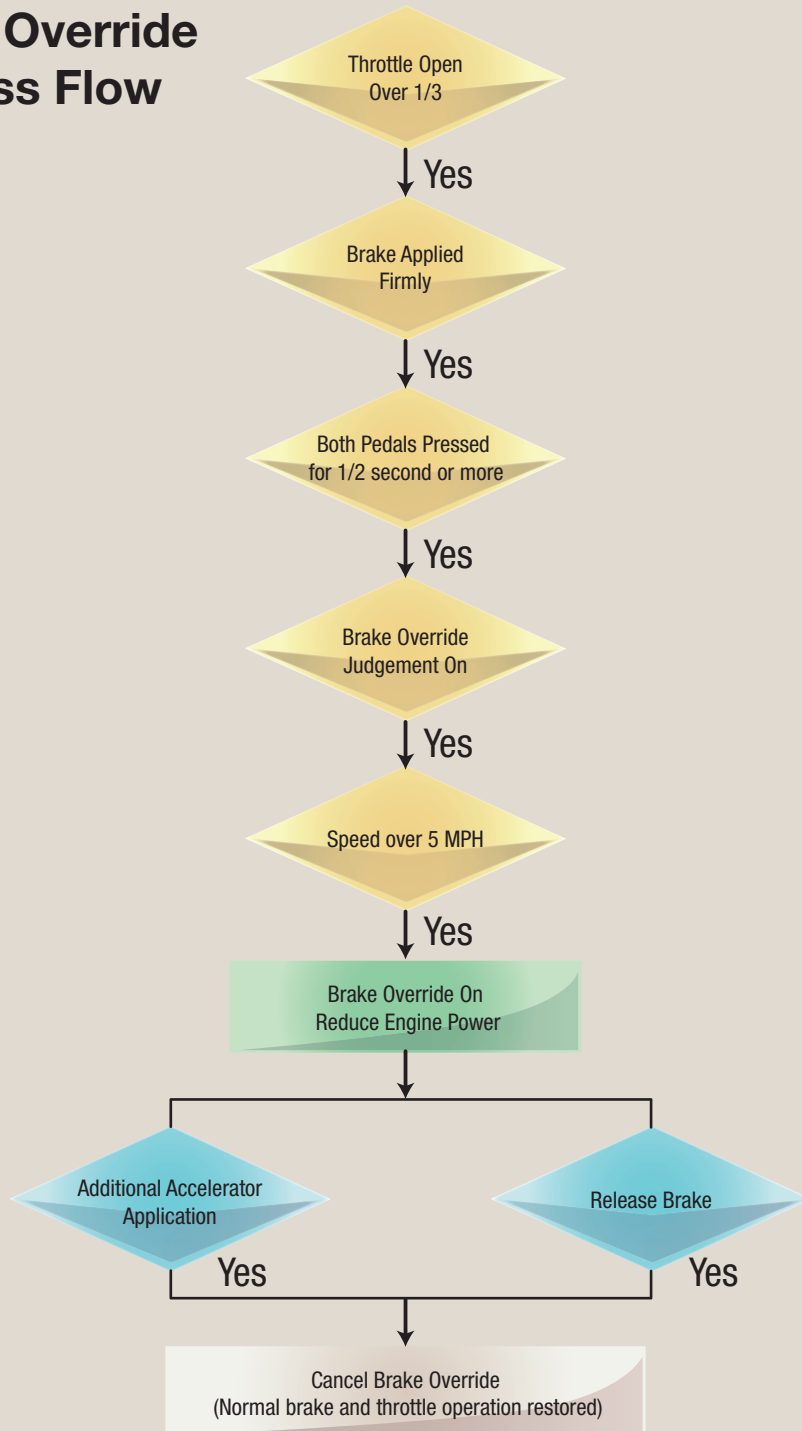 Override
ss Flow
Throttle Open
Over 1/3
Yes
Brake Applied
Firmly
Yes
Both Pedals Pressed
for 1/2 second or more
Yes
Brake Override
Judgement On
Yes
Speed over 5 MPH
Yes
Brake Override On
Reduce Engine Power
Additional Accelerator
Application
Yes
Release Brake
Yes
Cancel Brake Override
(Normal brake and throttle operation restored)